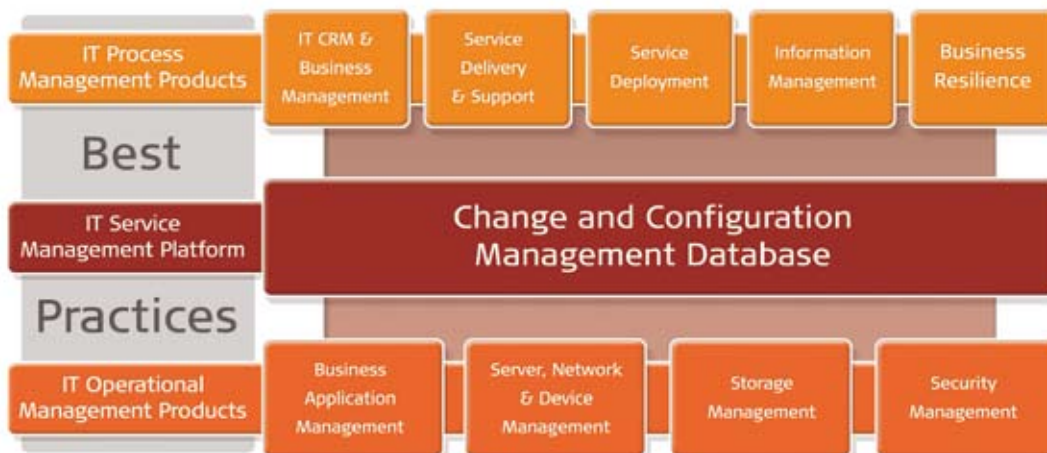 IT Process
Management Products
IT CRM &
Business
Management
Service
Delivery
& Support
Service
Deployment
Information
Management
Business
Resilience
Best
IT Service
Management Platform
Change and Configuration
Management Database
Practices
IT Operational
Management Products
Business
Application
Management
Server, Network
& Device
Management
Storage
Management
Security
Management